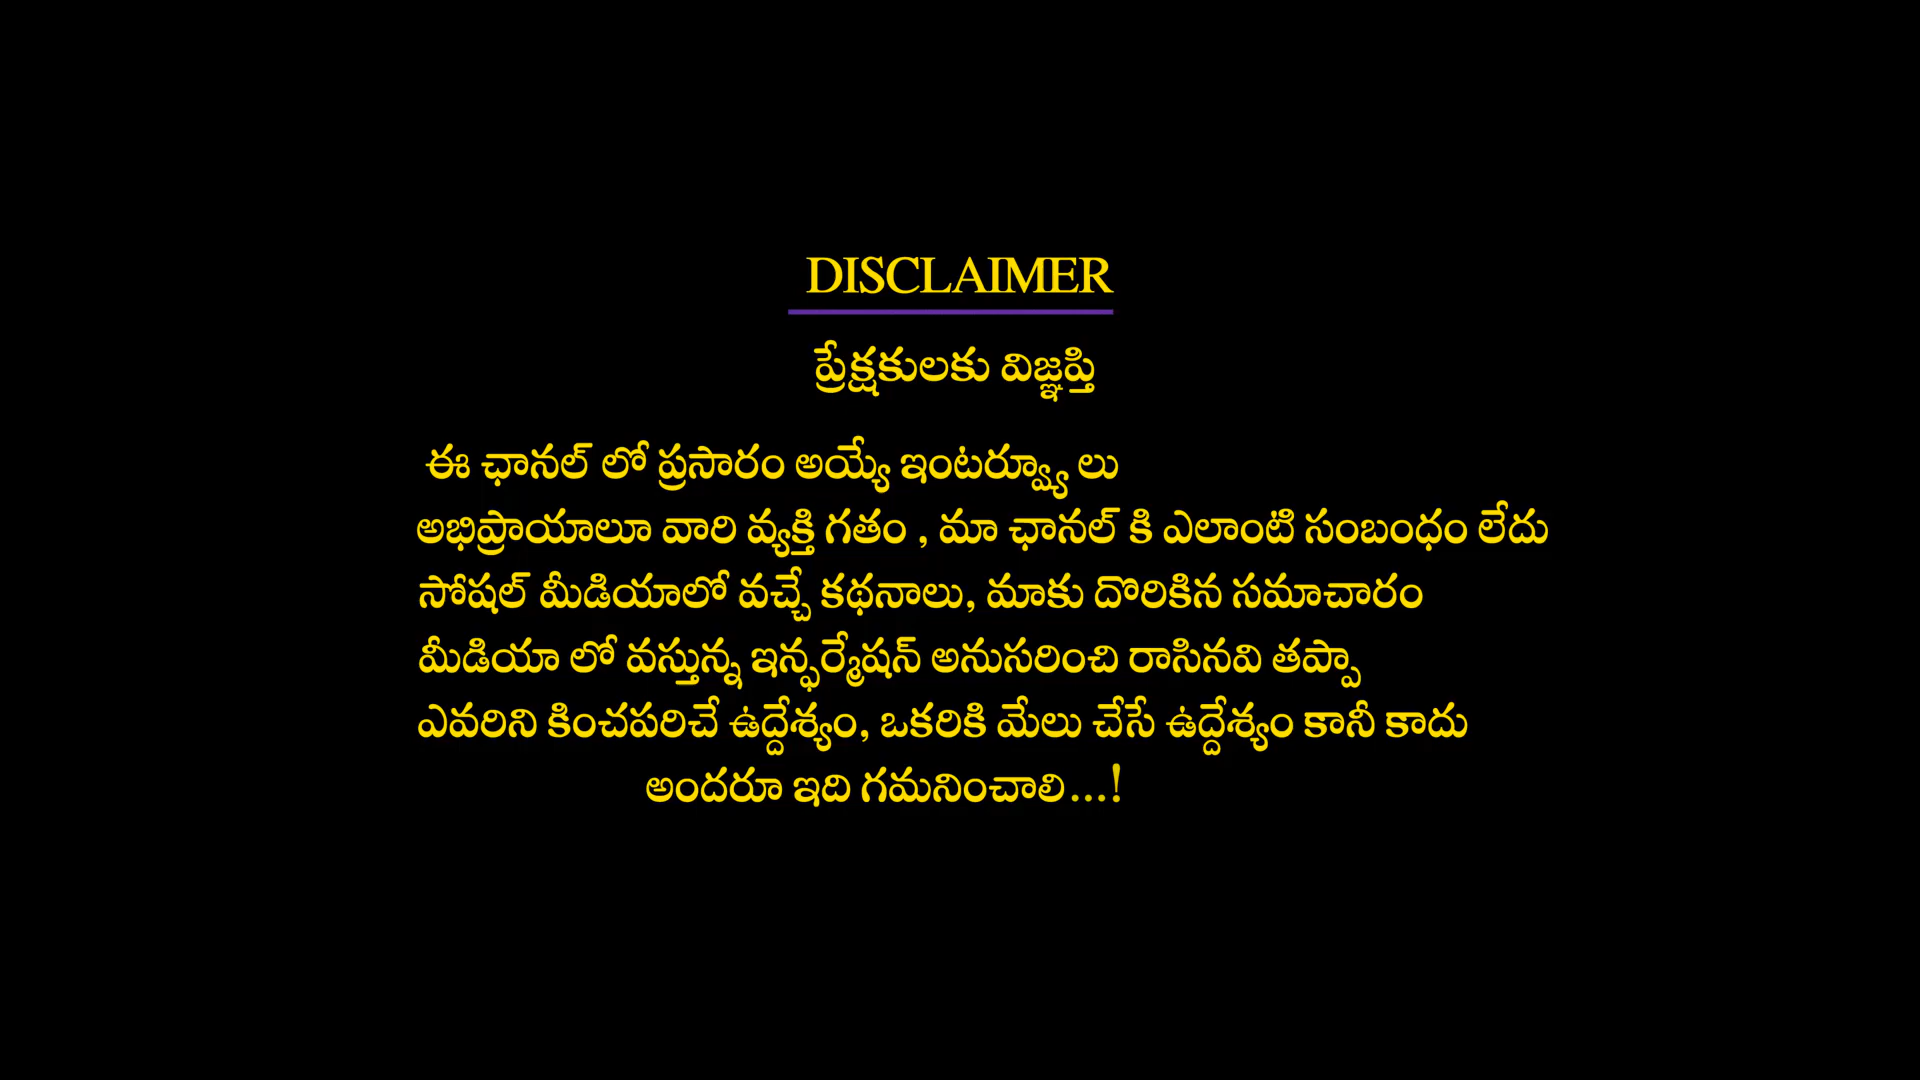 DISCLAIMER
ప్రేక్షకులకు విజ్ఞప్తి
ఈ ఛానల్ లో ప్రసారం అయ్యే ఇంటర్వ్యూ లు
అభిప్రాయాలూ వారి వ్యక్తి గతం , మా ఛానల్ కి ఎలాంటి సంబంధం లేదు
సోషల్ మీడియాలో వచ్చే కథనాలు, మాకు దొరికిన సమాచారం
మీడియా లో వస్తున్న ఇన్ఫర్మేషన్ అనుసరించి రాసినవి తప్పా
ఎవరిని కించపరిచే ఉద్దేశ్యం, ఒకరికి మేలు చేసే ఉద్దేశ్యం కానీ కాదు
అందరూ ఇది గమనించాలి...!